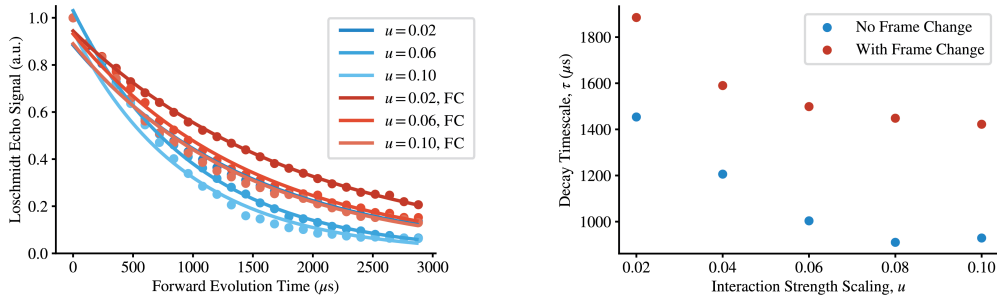 Loschmidt Echo Signal (a.u.)
1.0
0.8
0.6
0.4
0.2
0.0
0
500
1000
1500
2000
2500
3000
Forward Evolution Time (μs)
u = 0.02
u = 0.06
u = 0.10
u = 0.02, FC
u = 0.06, FC
u = 0.10, FC
Decay Timescale, τ (μs)
1800
1600
1400
1200
1000
0.02
0.04
0.06
0.08
0.10
Interaction Strength Scaling, u
No Frame Change
With Frame Change